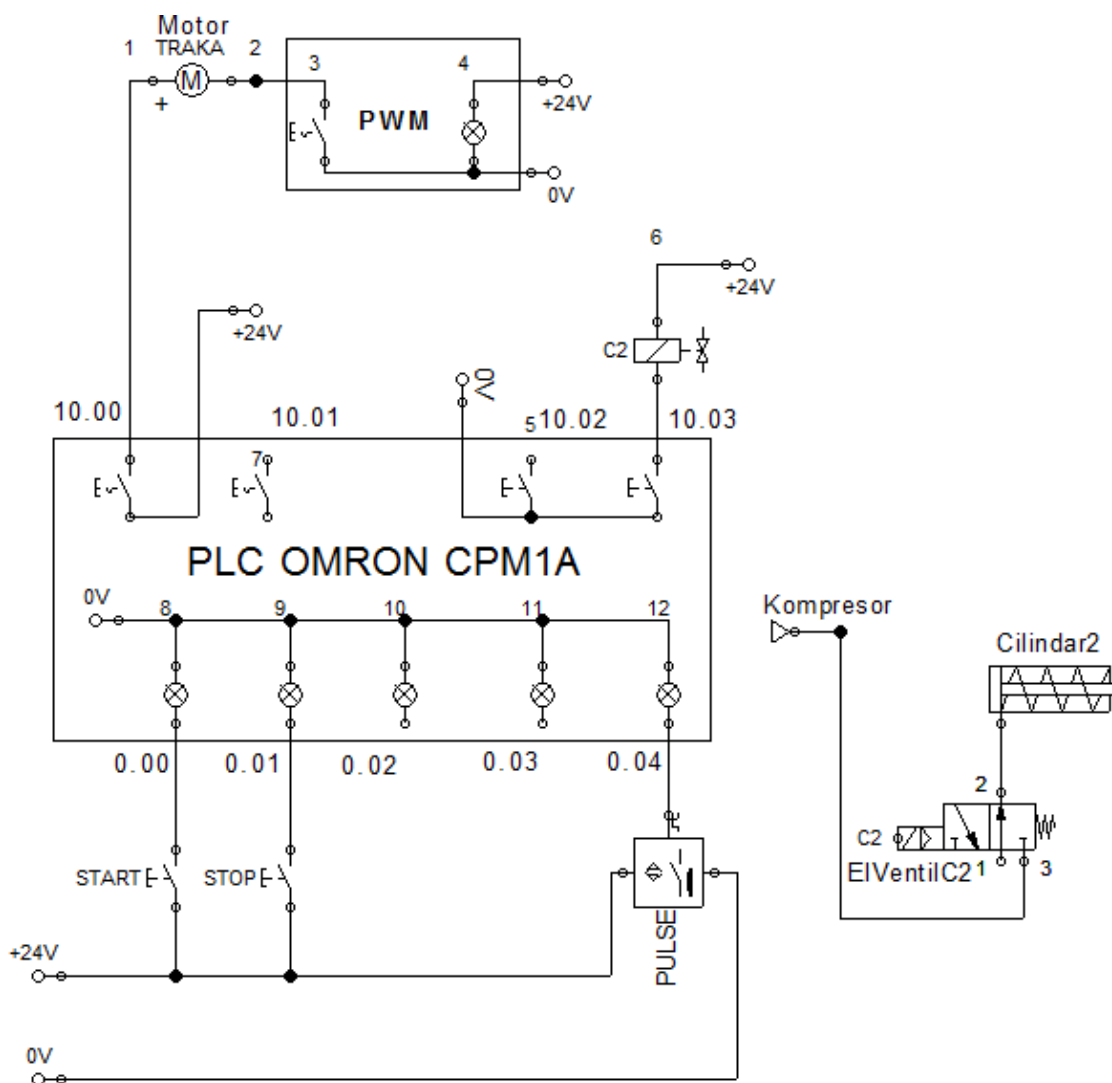 Motor
TRAKA
1
2
3
4
M
+
PWM
+24V
0V
6
+24V
+24V
C2
0V
10.00
10.01
5
10.02
10.03
7
PLC OMRON CPM1A
0V
8
9
10
11
12
0.00
0.01
0.02
0.03
0.04
START
STOP
PULSE
+24V
0V
Kompresor
Cilindar2
2
C2
ElVentilC2
1
3